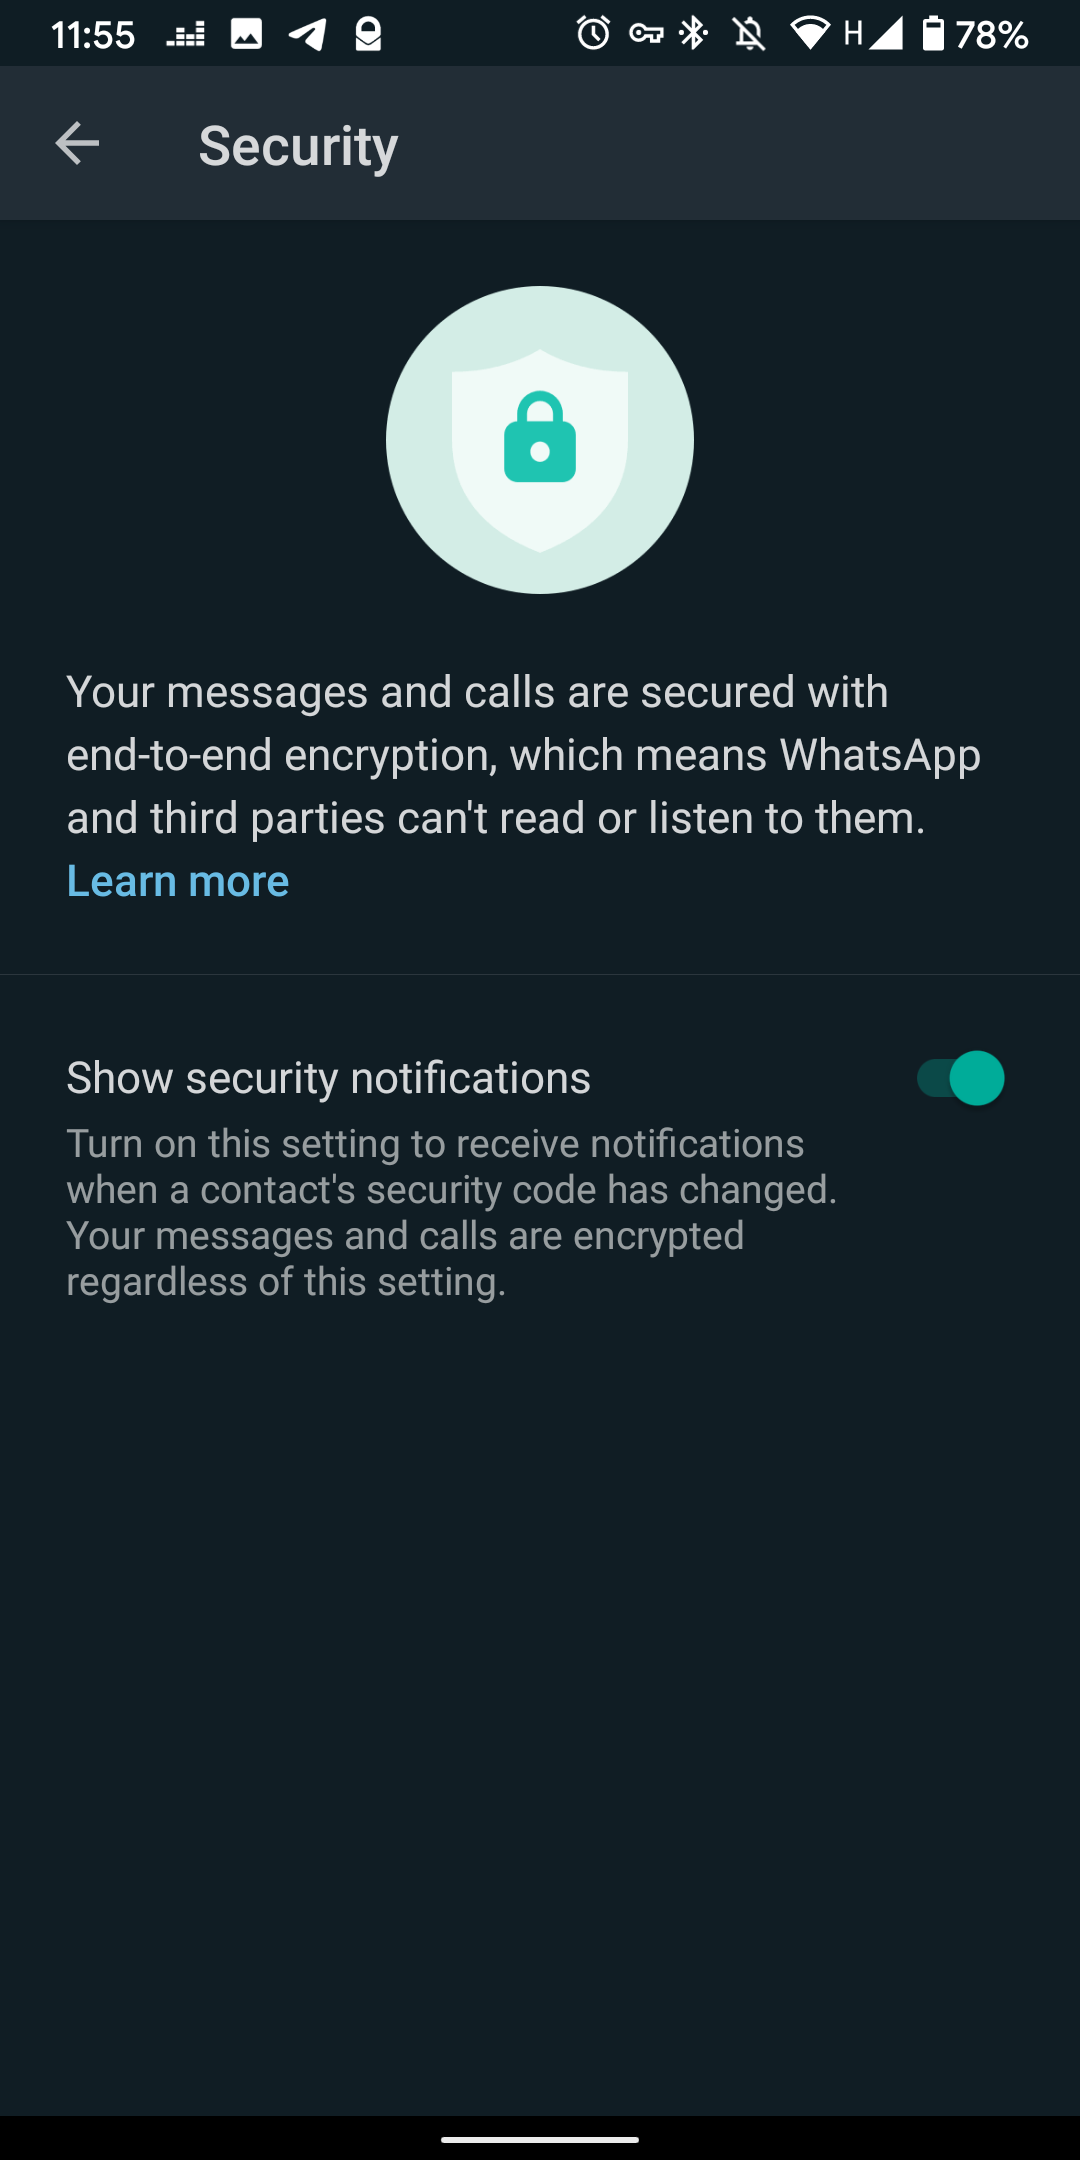 11:55 H 78%
Security
Your messages and calls are secured with
end-to-end encryption, which means WhatsApp
and third parties can't read or listen to them.
Learn more
Show security notifications
Turn on this setting to receive notifications
when a contact's security code has changed.
Your messages and calls are encrypted
regardless of this setting.